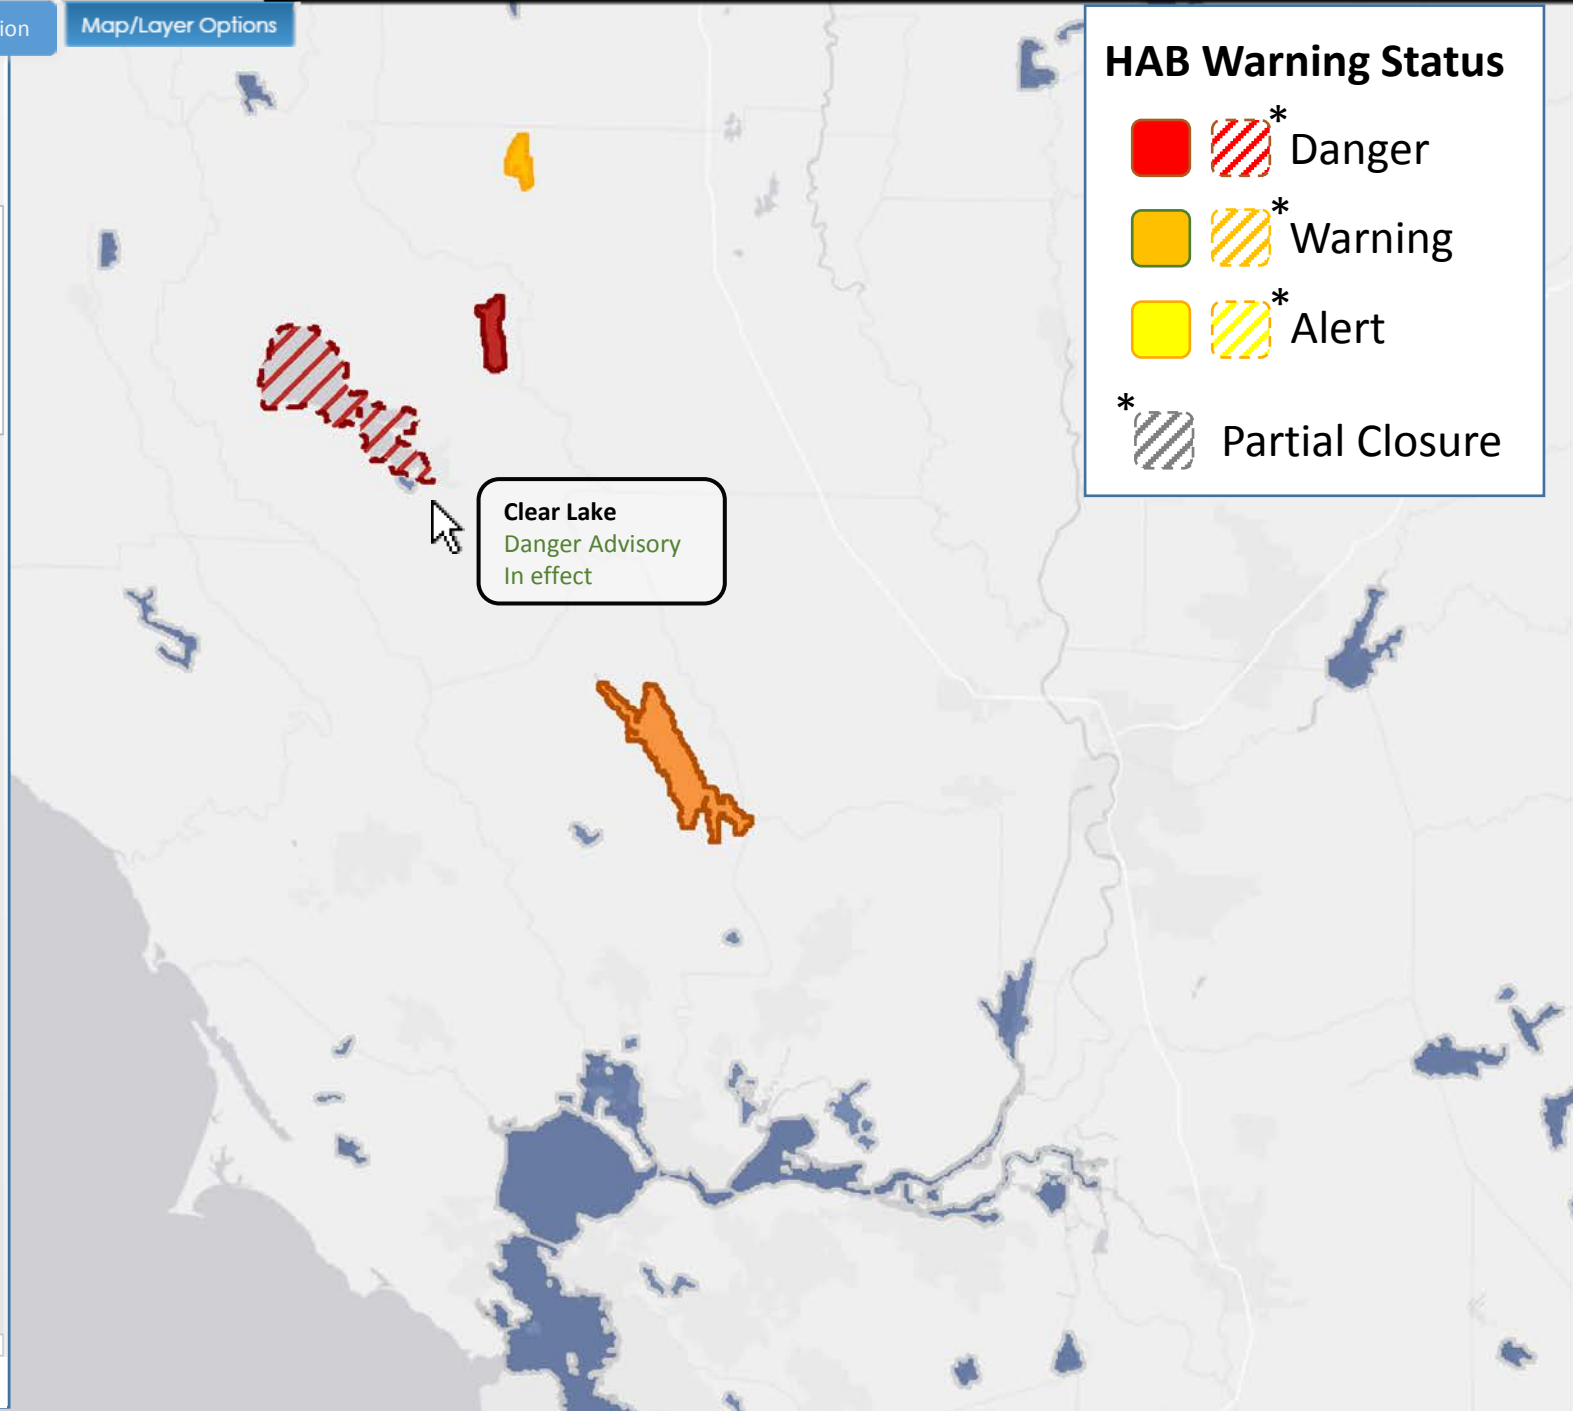 ion
Map/Layer Options
HAB Warning Status
* Danger
* Warning
* Alert
* Partial Closure
Clear Lake
Danger Advisory
In effect